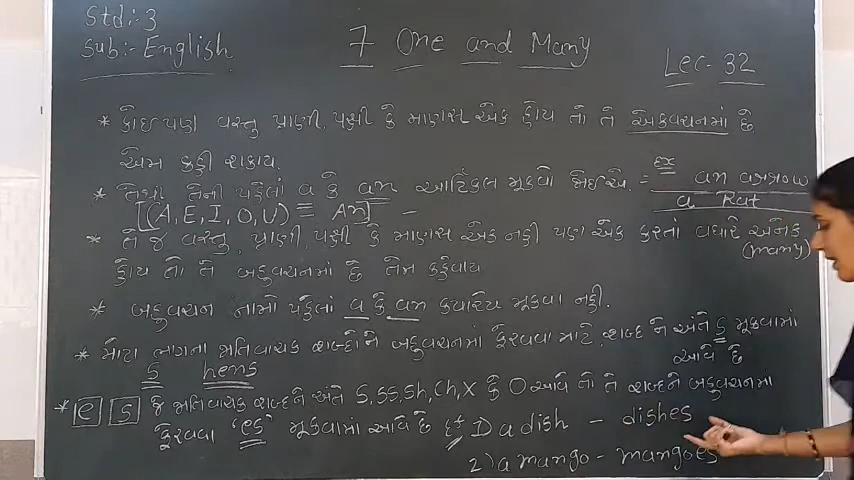 Std:- 3
Sub:- English
7 One and Many
Lec- 32
* કોઈપણ વસ્તુ, પ્રાણી, પક્ષી કે માણસ એક હોય તો તે એકવચનમાં છે
એમ કહી શકાય.
* તેથી તેની પહેલાં a કે an આર્ટિકલ મૂકવો જોઈએ. = Ex an arrow
a Rat
[(A, E, I, O, U) = An] -
* તે જ વસ્તુ, પ્રાણી, પક્ષી કે માણસ એક નહી પણ એક કરતાં વધારે અનેક
(many)
હોય તો તે બહુવચનમાં છે તેમ કહેવાય
* બહુવચન નામો પહેલાં a કે an ક્યારેય મૂકવા નહી.
* મોટા ભાગના જાતિવાચક શબ્દોને બહુવચનમાં ફેરવવા માટે શબ્દને અંતે s મૂકવામાં
આવે છે
s hens
* es જે જાતિવાચક શબ્દને અંતે S, SS, Sh, Ch, X કે O આવે તો તે શબ્દને બહુવચનમાં
ફેરવવા 'es' મૂકવામાં આવે છે Ex 1) a dish - dishes
2) a mango - mangoes